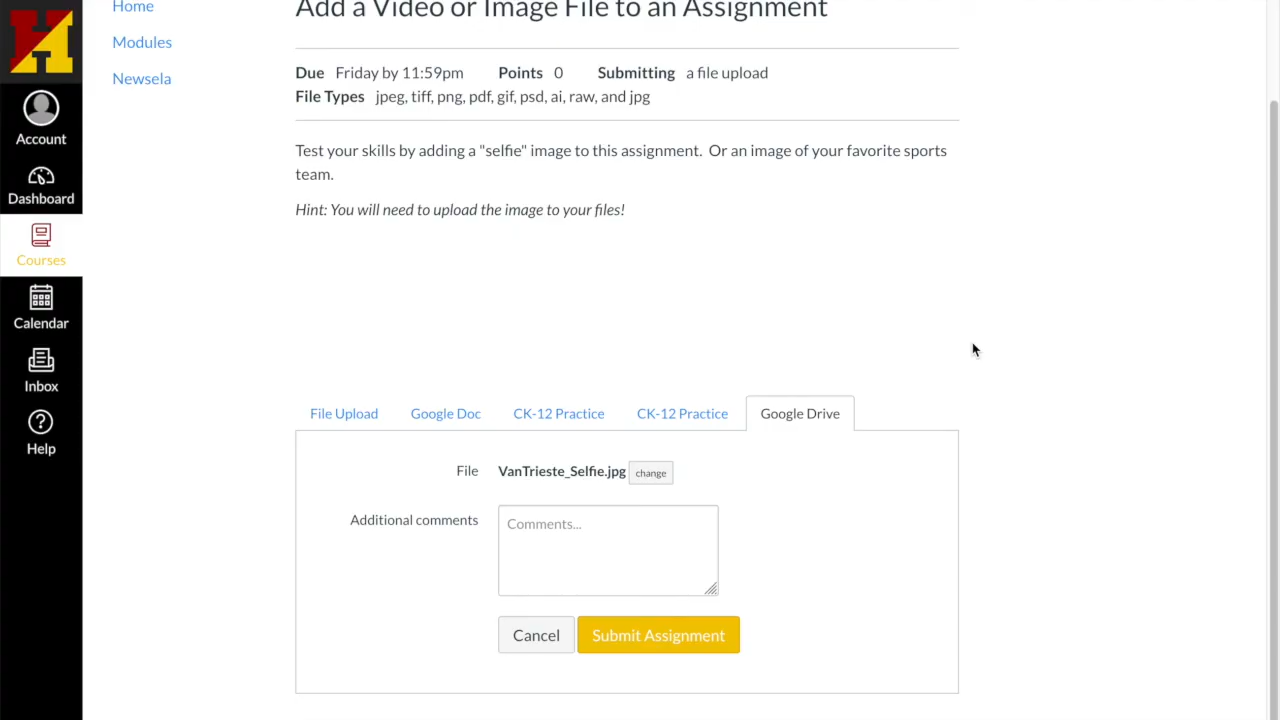 Home
Modules
Newsela
Account
Dashboard
Courses
Calendar
Inbox
Help
Add a Video or Image File to an Assignment
Due Friday by 11:59pm Points 0 Submitting a file upload
File Types jpeg, tiff, png, pdf, gif, psd, ai, raw, and jpg
Test your skills by adding a "selfie" image to this assignment. Or an image of your favorite sports
team.
Hint: You will need to upload the image to your files!
File Upload Google Doc CK-12 Practice CK-12 Practice Google Drive
File VanTrieste_Selfie.jpg change
Additional comments Comments...
Cancel Submit Assignment